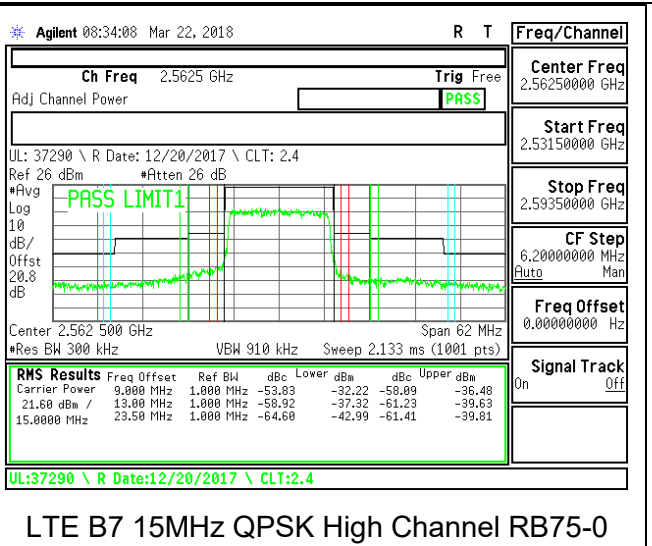 Agilent 08:34:08 Mar 22, 2018 R T
Freq/Channel
Ch Freq 2.5625 GHz Trig Free
Adj Channel Power PASS
UL: 37290 \ R Date: 12/20/2017 \ CLT: 2.4
Ref 26 dBm #Atten 26 dB
#Avg
Log
10
dB/
Offst
20.8
dB
PASS LIMIT1
Center 2.562 500 GHz Span 62 MHz
#Res BW 300 kHz VBW 910 kHz Sweep 2.133 ms (1001 pts)
RMS Results Freq Offset Ref BW dBc Lower dBm dBc Upper dBm
Carrier Power 9.000 MHz 1.000 MHz -53.83 -32.22 -58.09 -36.48
21.60 dBm / 13.00 MHz 1.000 MHz -58.92 -37.32 -61.23 -39.63
15.0000 MHz 23.50 MHz 1.000 MHz -64.60 -42.99 -61.41 -39.81
UL:37290 \ R Date:12/20/2017 \ CLT:2.4
Center Freq
2.56250000 GHz
Start Freq
2.53150000 GHz
Stop Freq
2.59350000 GHz
CF Step
6.20000000 MHz
Auto Man
Freq Offset
0.00000000 Hz
Signal Track
On Off
LTE B7 15MHz QPSK High Channel RB75-0